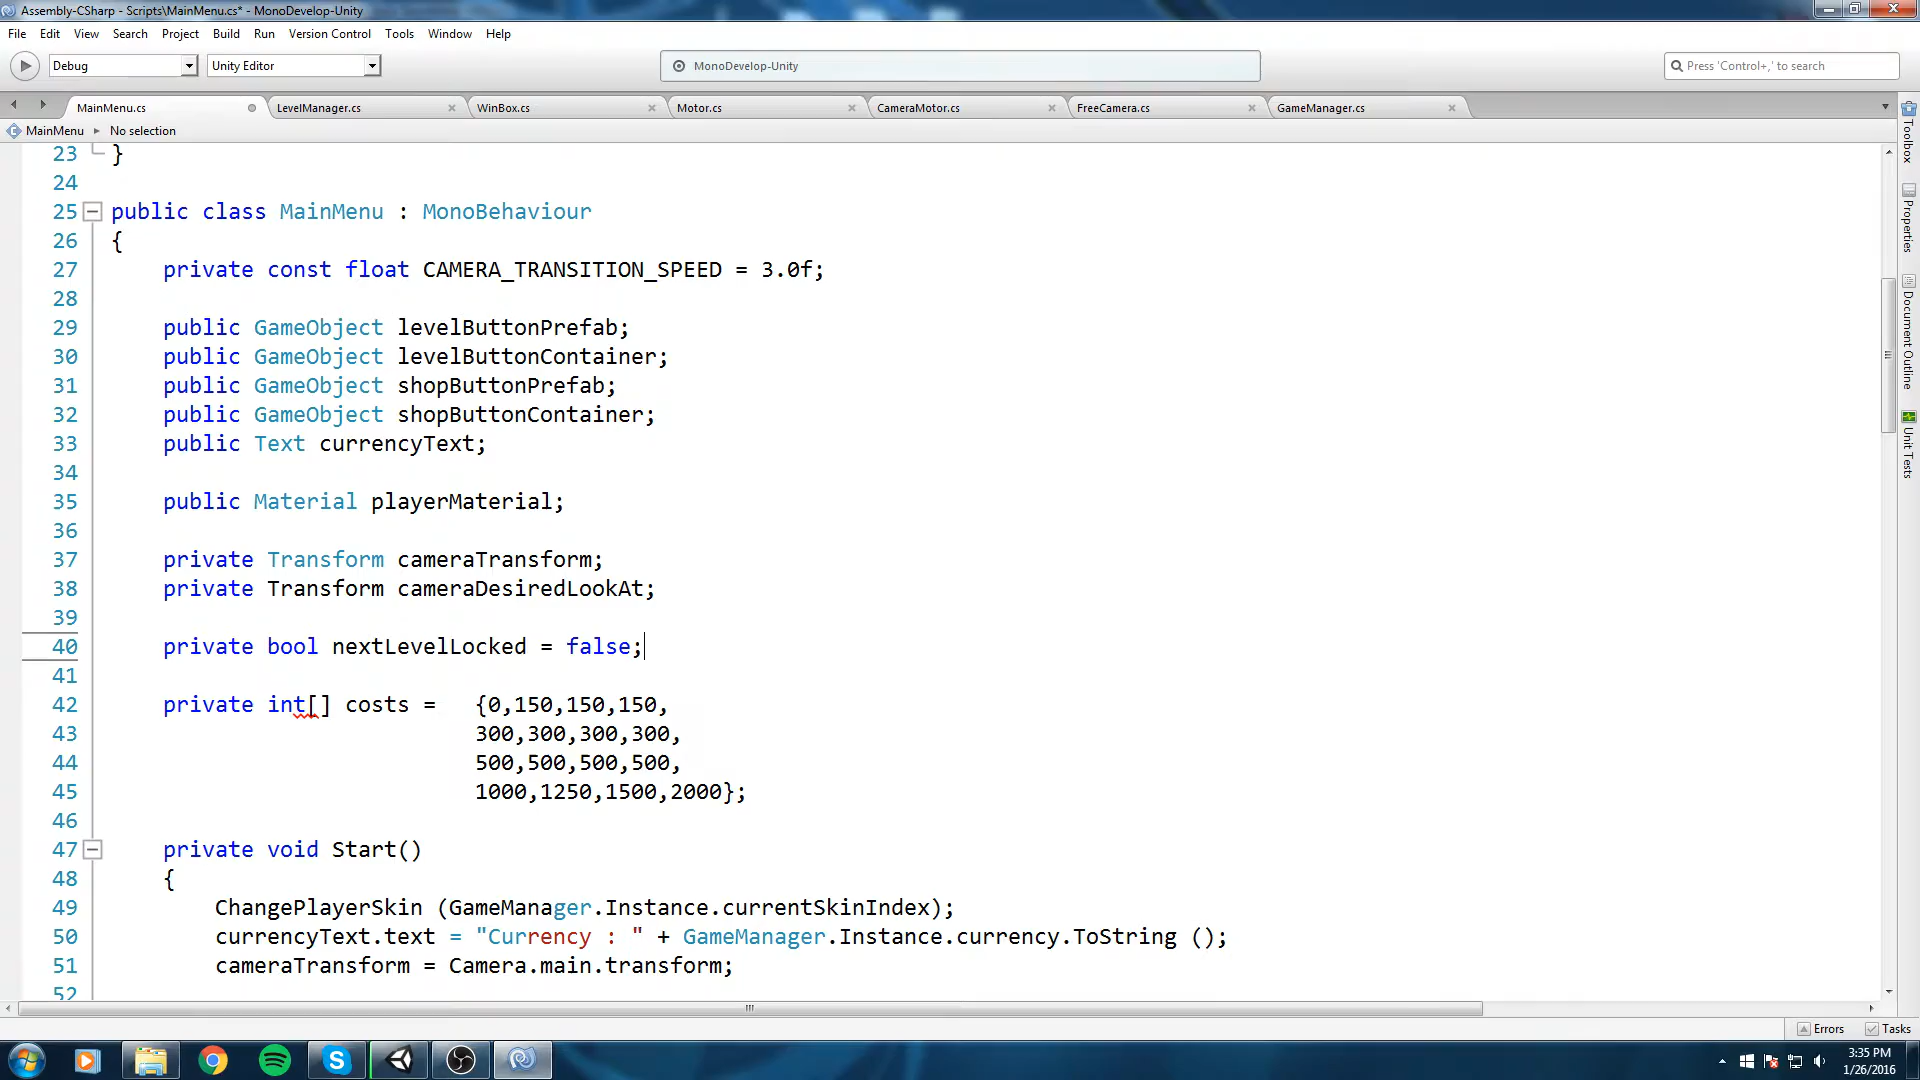 Assembly-CSharp - Scripts\MainMenu.cs* - MonoDevelop-Unity
File Edit View Search Project Build Run Version Control Tools Window Help
Debug Unity Editor MonoDevelop-Unity Press 'Control+,' to search
MainMenu.cs LevelManager.cs WinBox.cs Motor.cs CameraMotor.cs FreeCamera.cs GameManager.cs
MainMenu No selection
23 }
24
25 public class MainMenu : MonoBehaviour
26 {
27 private const float CAMERA_TRANSITION_SPEED = 3.0f;
28
29 public GameObject levelButtonPrefab;
30 public GameObject levelButtonContainer;
31 public GameObject shopButtonPrefab;
32 public GameObject shopButtonContainer;
33 public Text currencyText;
34
35 public Material playerMaterial;
36
37 private Transform cameraTransform;
38 private Transform cameraDesiredLookAt;
39
40 private bool nextLevelLocked = false;
41
42 private int[] costs = {0,150,150,150,
43 300,300,300,300,
44 500,500,500,500,
45 1000,1250,1500,2000};
46
47 private void Start()
48 {
49 ChangePlayerSkin (GameManager.Instance.currentSkinIndex);
50 currencyText.text = "Currency : " + GameManager.Instance.currency.ToString ();
51 cameraTransform = Camera.main.transform;
52
Toolbox
Properties
Document Outline
Unit Tests
Errors Tasks
3:35 PM
1/26/2016